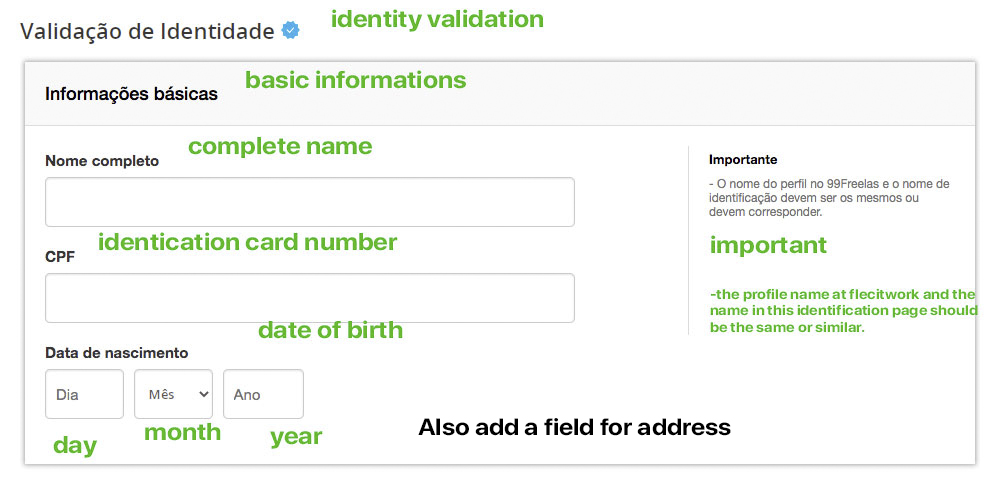 identity validation
Validação de Identidade
basic informations
Informações básicas
complete name
Nome completo
Importante
- O nome do perfil no 99Freelas e o nome de
identificação devem ser os mesmos ou
devem corresponder.
identication card number
important
CPF
-the profile name at flecitwork and the
name in this identification page should
be the same or similar.
date of birth
Data de nascimento
Dia
Mês
Ano
day
month
year
Also add a field for address